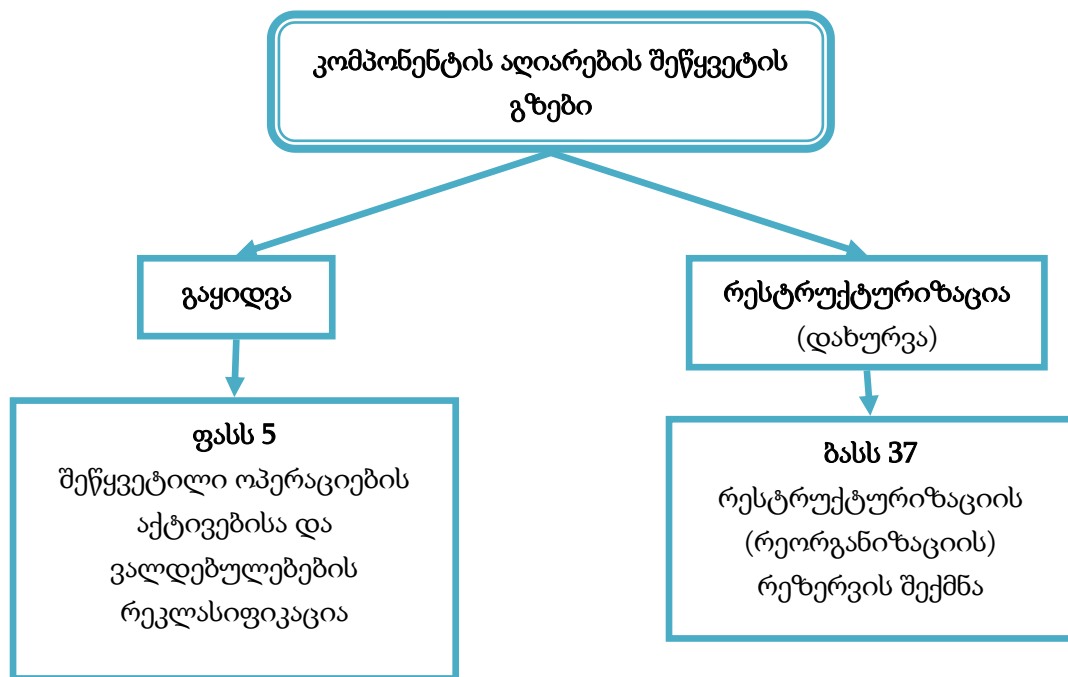 კომპონენტის აღიარების შეწყვეტის
გზები
გაყიდვა
რესტრუქტურიზაცია
(დახურვა)
ფასს 5
შეწყვეტილი ოპერაციების
აქტივებისა და
ვალდებულებების
რეკლასიფიკაცია
ბასს 37
რესტრუქტურიზაციის
(რეორგანიზაციის)
რეზერვის შექმნა